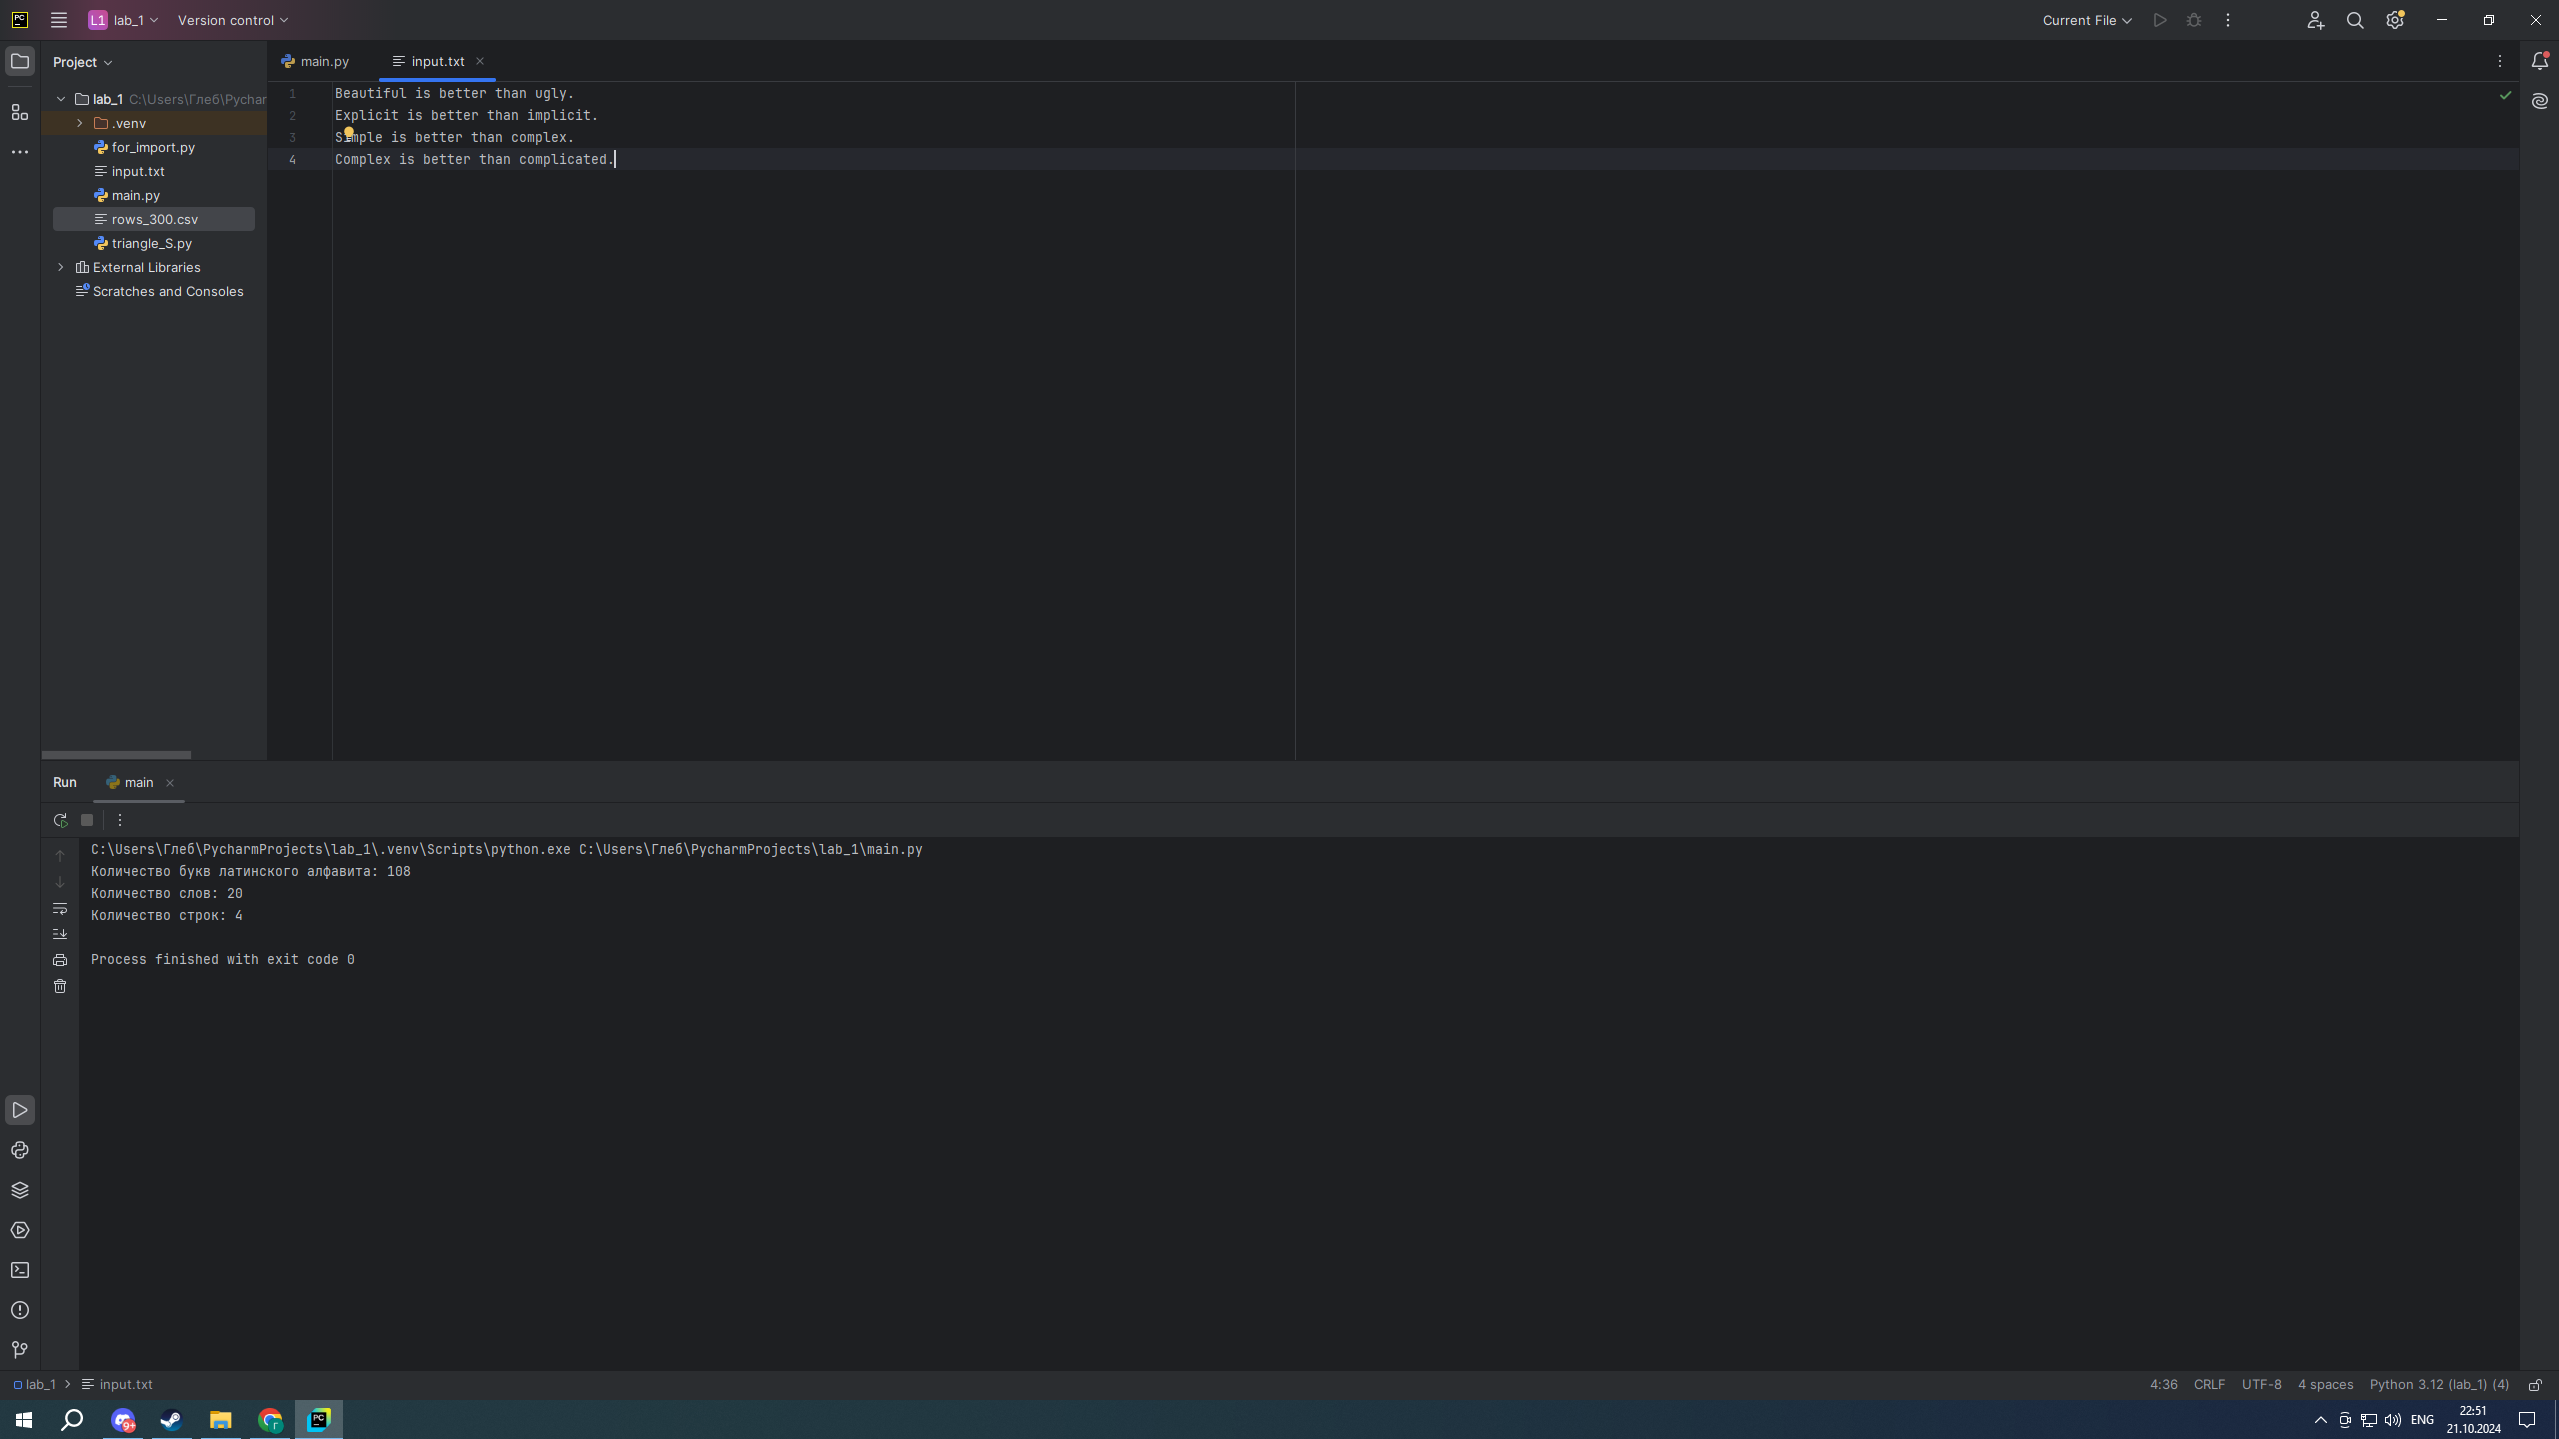 L1 lab_1 Version control Current File
Project
main.py input.txt
lab_1 C:\Users\Глеб\Pychar
.venv
for_import.py
input.txt
main.py
rows_300.csv
triangle_S.py
External Libraries
Scratches and Consoles
1 Beautiful is better than ugly.
2 Explicit is better than implicit.
3 Simple is better than complex.
4 Complex is better than complicated.
Run main
C:\Users\Глеб\PycharmProjects\lab_1\.venv\Scripts\python.exe C:\Users\Глеб\PycharmProjects\lab_1\main.py
Количество букв латинского алфавита: 108
Количество слов: 20
Количество строк: 4
Process finished with exit code 0
lab_1 input.txt 4:36 CRLF UTF-8 4 spaces Python 3.12 (lab_1) (4)
9+ Г PC ENG 22:51
21.10.2024